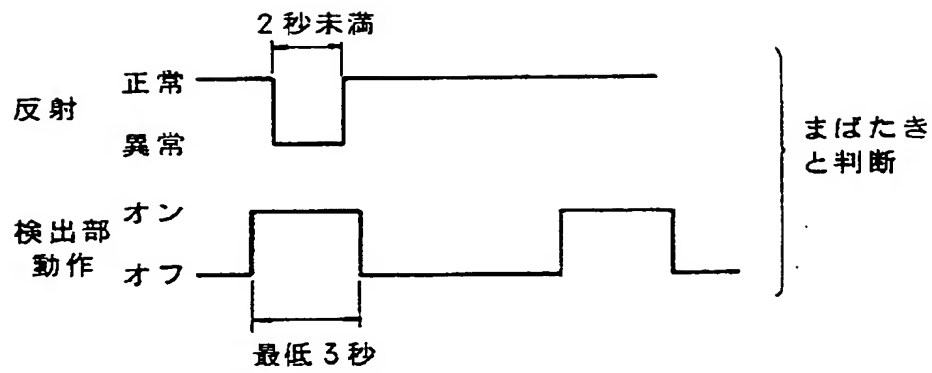 2秒未満
正常
反射
異常
まばたき
と判断
オン
検出部
動作
オフ
最低3秒